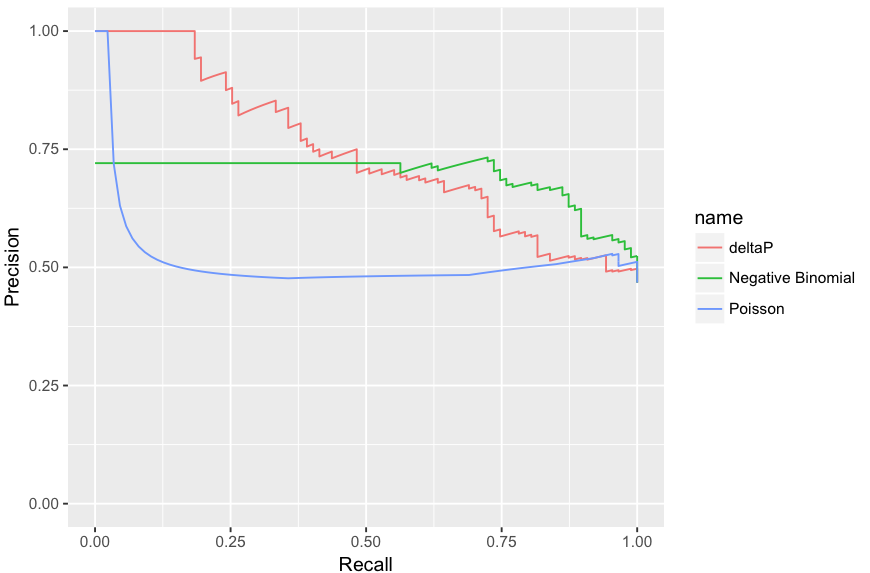 1.00
0.75
0.50
0.25
0.00
Precision
0.00 0.25 0.50 0.75 1.00
Recall
name
deltaP
Negative Binomial
Poisson